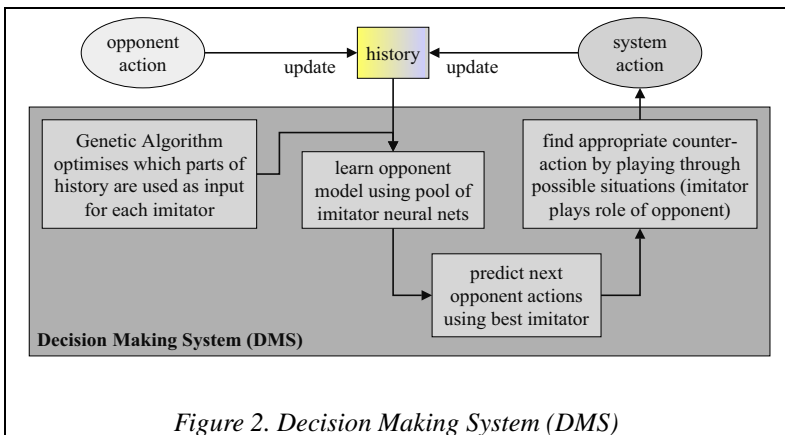 opponent
action
update
history
update
system
action
Genetic Algorithm
optimises which parts of
history are used as input
for each imitator
learn opponent
model using pool of
imitator neural nets
find appropriate counter-
action by playing through
possible situations (imitator
plays role of opponent)
predict next
opponent actions
using best imitator
Decision Making System (DMS)
Figure 2. Decision Making System (DMS)